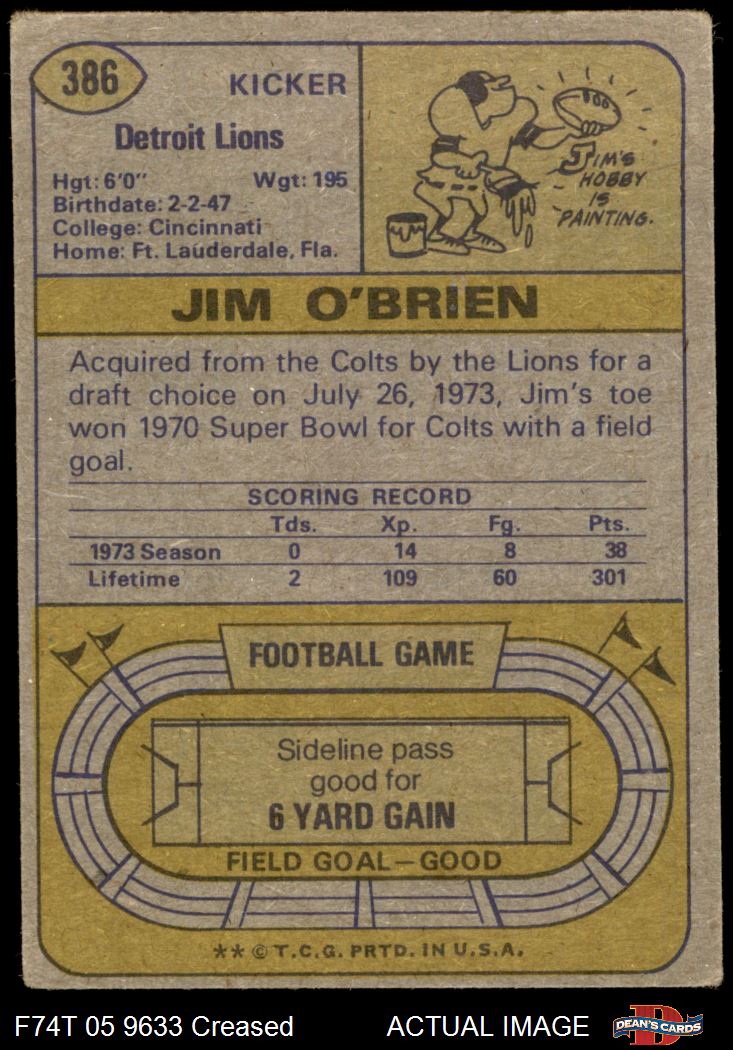 386
KICKER
Detroit Lions
Hgt: 6'0" Wgt: 195
Birthdate: 2-2-47
College: Cincinnati
Home: Ft. Lauderdale, Fla.
JIM'S
HOBBY
IS
PAINTING.
JIM O'BRIEN
Acquired from the Colts by the Lions for a
draft choice on July 26, 1973, Jim's toe
won 1970 Super Bowl for Colts with a field
goal.
SCORING RECORD
Tds. Xp. Fg. Pts.
1973 Season 0 14 8 38
Lifetime 2 109 60 301
FOOTBALL GAME
Sideline pass
good for
6 YARD GAIN
FIELD GOAL—GOOD
** © T.C.G. PRTD. IN U.S.A.
F74T 05 9633 Creased ACTUAL IMAGE
D
DEAN'S CARDS